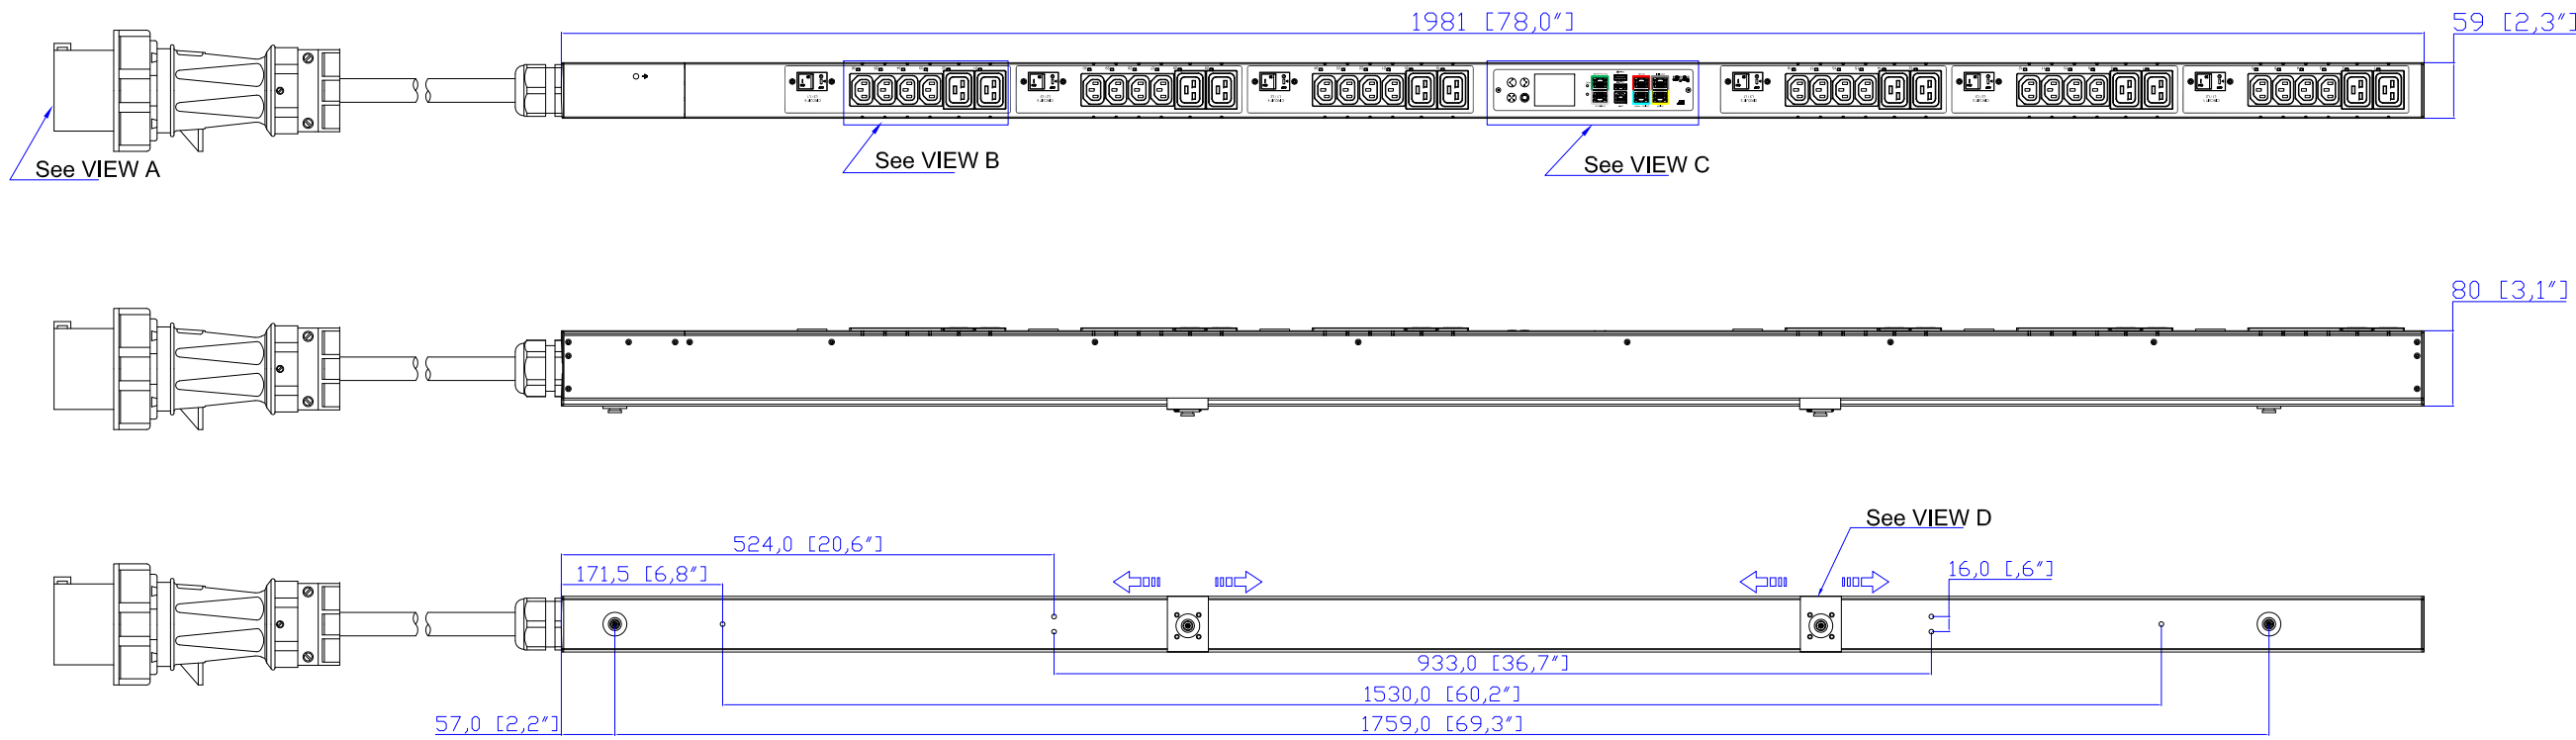 1981 [78,0"]
59 [2,3"]
See VIEW A
See VIEW B
See VIEW C
80 [3,1"]
See VIEW D
524,0 [20,6"]
171,5 [6,8"]
16,0 [,6"]
933,0 [36,7"]
1530,0 [60,2"]
57,0 [2,2"]
1759,0 [69,3"]